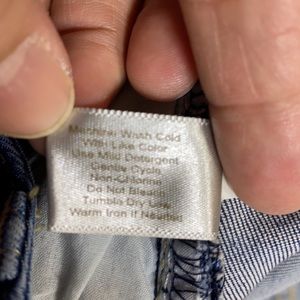 Machine Wash Cold
With Like Color
Use Mild Detergent
Gentle Cycle
Non-Chlorine
Do Not Bleach
Tumble Dry Low
Warm Iron If Needed